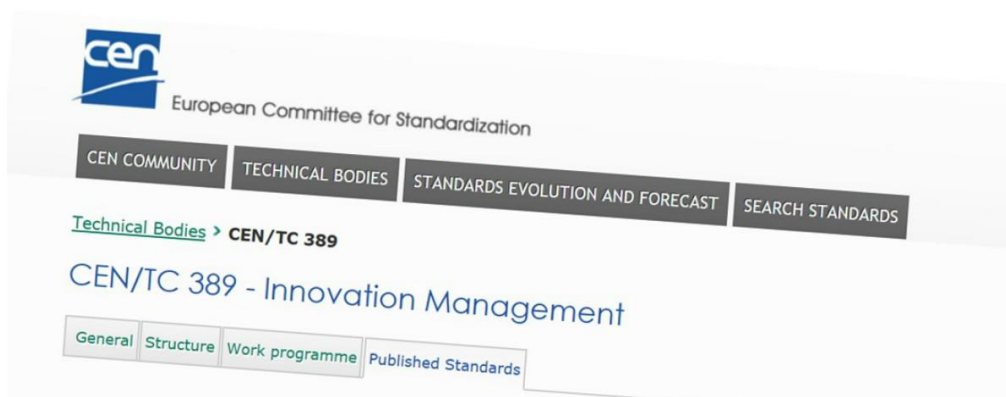 cen
European Committee for Standardization
CEN COMMUNITY TECHNICAL BODIES STANDARDS EVOLUTION AND FORECAST SEARCH STANDARDS
Technical Bodies > CEN/TC 389
CEN/TC 389 - Innovation Management
General Structure Work programme Published Standards